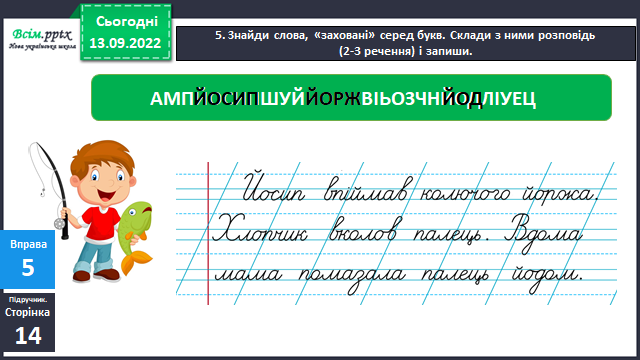 Всім.pptx
Нова українська школа
Сьогодні
13.09.2022
5. Знайди слова, «заховані» серед букв. Склади з ними розповідь
(2-3 речення) і запиши.
АМПЙОСИПШУЙЙОРЖВІЬОЗЧНЙОДЛІУЕЦ
Йосип впіймав колючого йоржа.
Хлопчик вколов палець. Вдома
мама помазала палець йодом.
Вправа
5
Підручник.
Сторінка
14